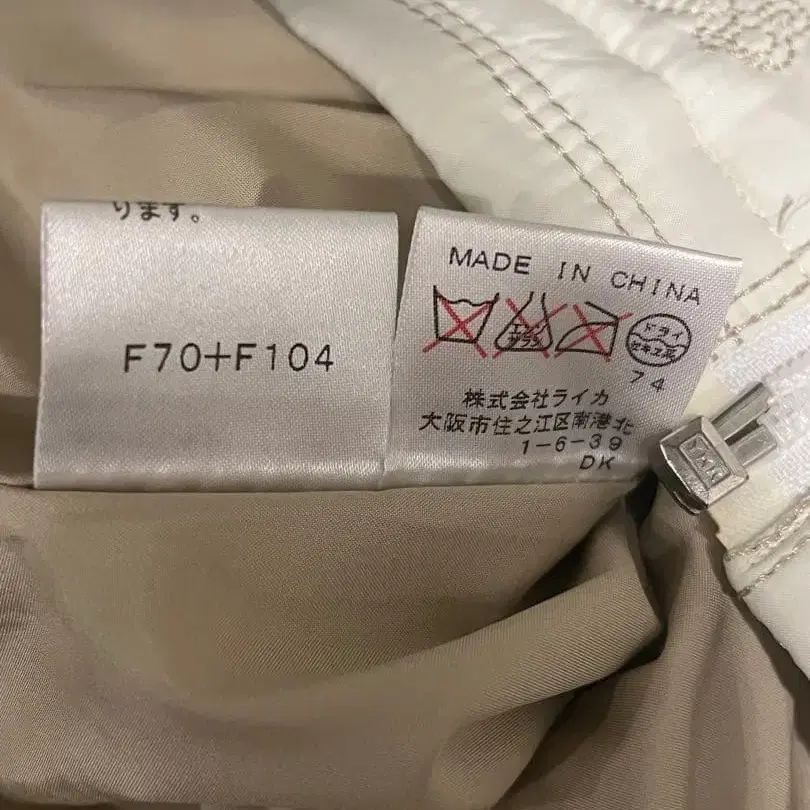 ります。
F70+F104
MADE IN CHINA
エンソ
サラシ
ドライ
セキユ系
74
株式会社ライカ
大阪市住之江区南港北
1-6-39
DK
YKK